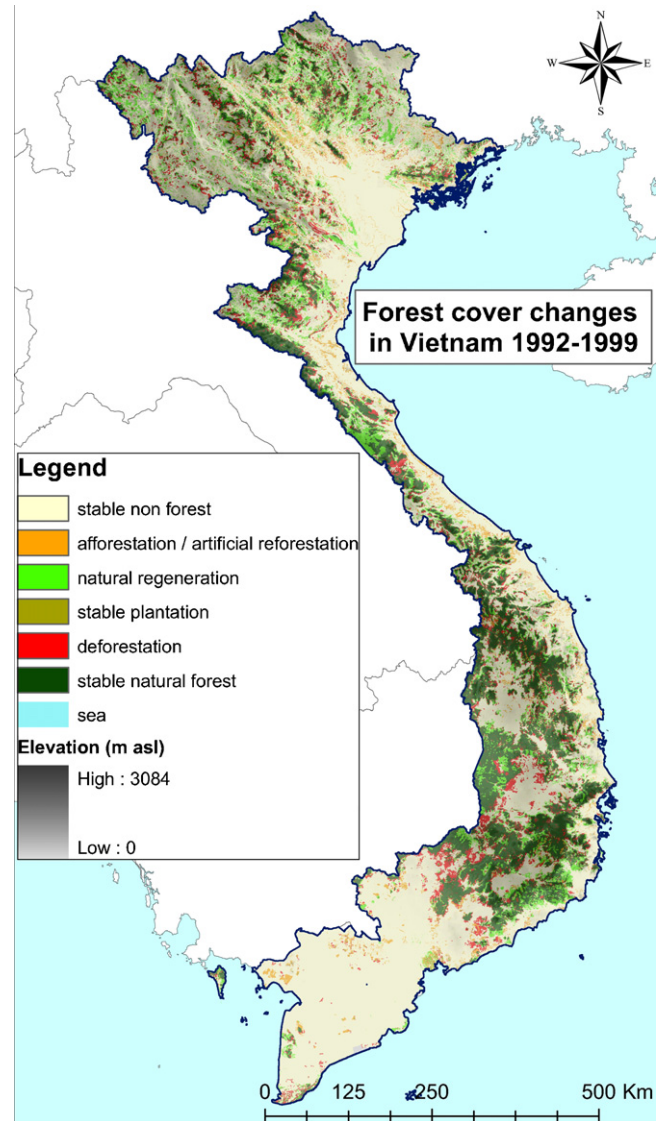 N
W E
S
Forest cover changes
in Vietnam 1992-1999
Legend
stable non forest
afforestation / artificial reforestation
natural regeneration
stable plantation
deforestation
stable natural forest
sea
Elevation (m asl)
High : 3084
Low : 0
0 125 250 500 Km